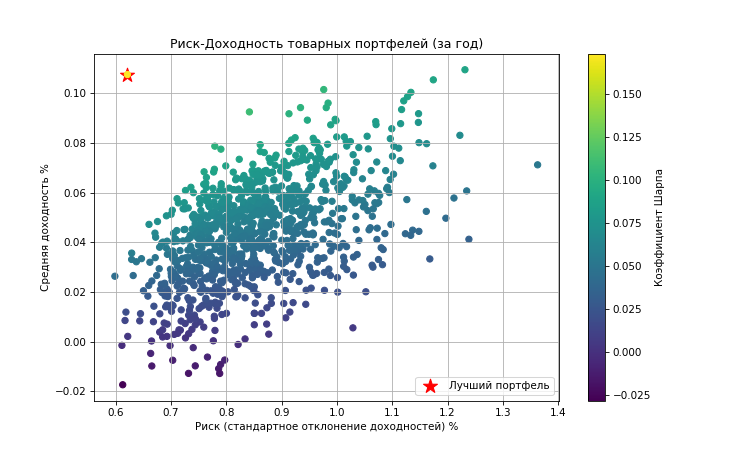 Риск-Доходность товарных портфелей (за год)
Средняя доходность %
0.10
0.08
0.06
0.04
0.02
0.00
−0.02
0.6 0.7 0.8 0.9 1.0 1.1 1.2 1.3 1.4
Риск (стандартное отклонение доходностей) %
Лучший портфель
0.150
0.125
0.100
0.075
0.050
0.025
0.000
−0.025
Коэффициент Шарпа